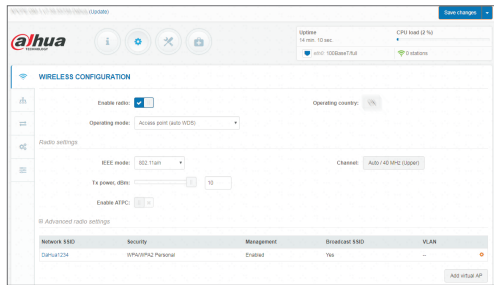 (Update)
Save changes
alhua
TECHNOLOGY
Uptime
14 min. 10 sec.
CPU load (2 %)
eth0: 100BaseT/full
0 stations
WIRELESS CONFIGURATION
Enable radio:
Operating country:
Operating mode: Access point (auto WDS)
Radio settings
IEEE mode: 802.11an
Channel: Auto / 40 MHz (Upper)
Tx power, dBm: 10
Enable ATPC:
Advanced radio settings
Network SSID Security Management Broadcast SSID VLAN
DaHua1234 WPA/WPA2 Personal Enabled Yes --
Add virtual AP